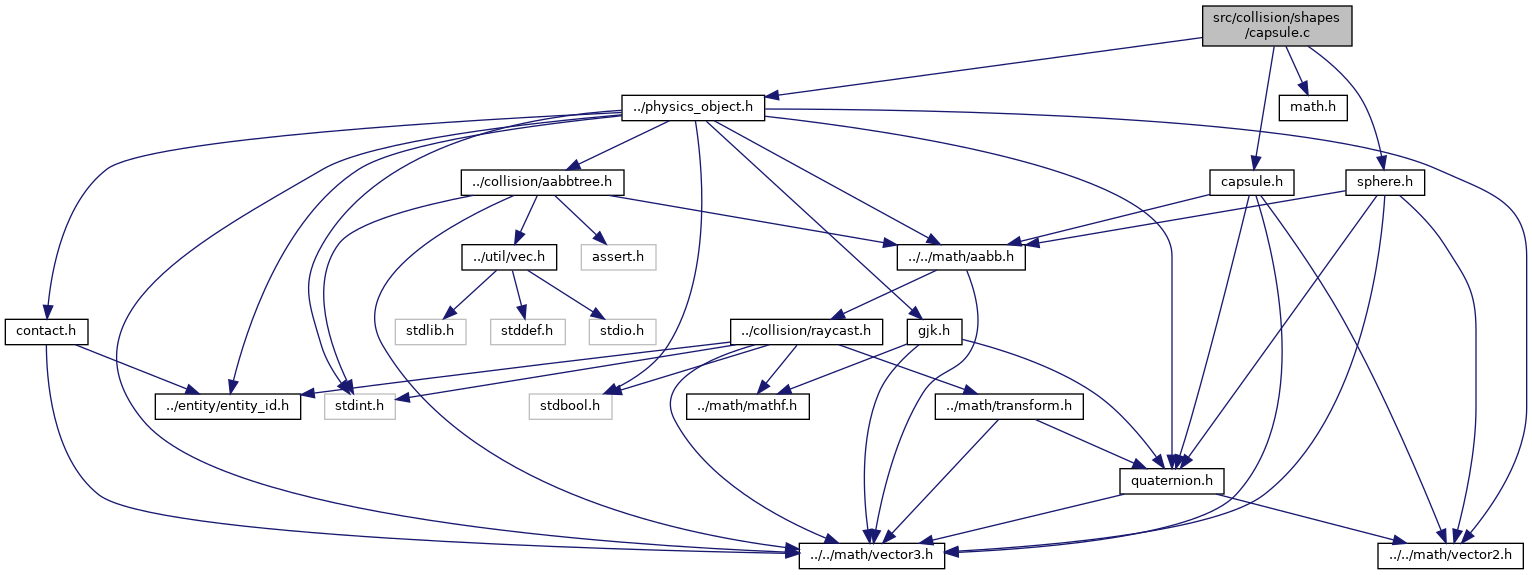 src/collision/shapes
/capsule.c
../physics_object.h
math.h
../collision/aabbtree.h
capsule.h
sphere.h
../util/vec.h
assert.h
../../math/aabb.h
contact.h
stdlib.h
stddef.h
stdio.h
../collision/raycast.h
gjk.h
../entity/entity_id.h
stdint.h
stdbool.h
../math/mathf.h
../math/transform.h
quaternion.h
../../math/vector3.h
../../math/vector2.h